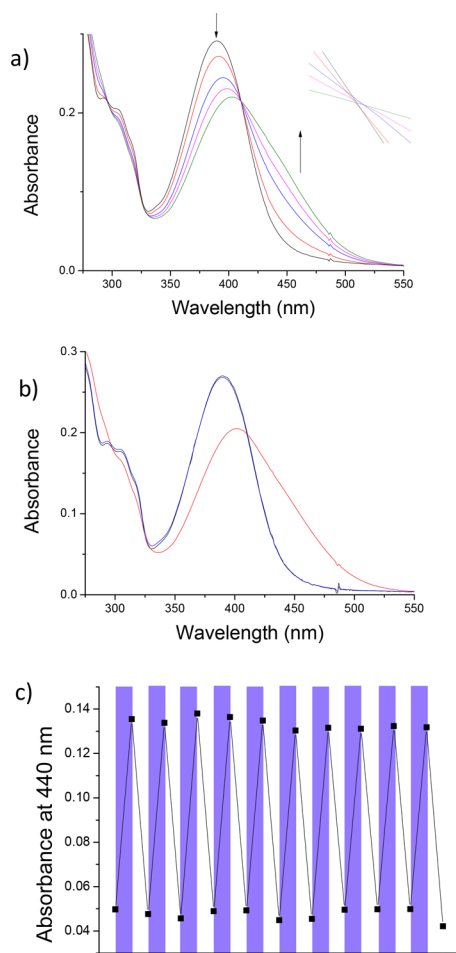 a)
0.2
0.0
Absorbance
300 350 400 450 500 550
Wavelength (nm)
b)
0.3
0.2
0.1
0.0
Absorbance
300 350 400 450 500 550
Wavelength (nm)
c)
0.14
0.12
0.10
0.08
0.06
0.04
Absorbance at 440 nm